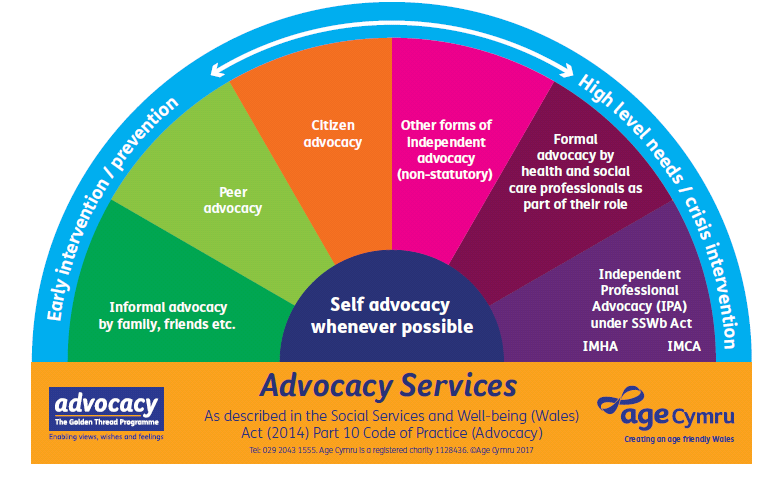 Early intervention / prevention
High level needs / crisis intervention
Informal advocacy
by family, friends etc.
Peer
advocacy
Citizen
advocacy
Other forms of
independent
advocacy
(non-statutory)
Formal
advocacy by
health and social
care professionals as
part of their role
Independent
Professional
Advocacy (IPA)
under SSWb Act
IMHA
IMCA
Self advocacy
whenever possible
advocacy
The Golden Thread Programme
Enabling views, wishes and feelings
Advocacy Services
As described in the Social Services and Well-being (Wales)
Act (2014) Part 10 Code of Practice (Advocacy)
Tel: 029 2043 1555. Age Cymru is a registered charity 1128436. ©Age Cymru 2017
age Cymru
Creating an age friendly Wales